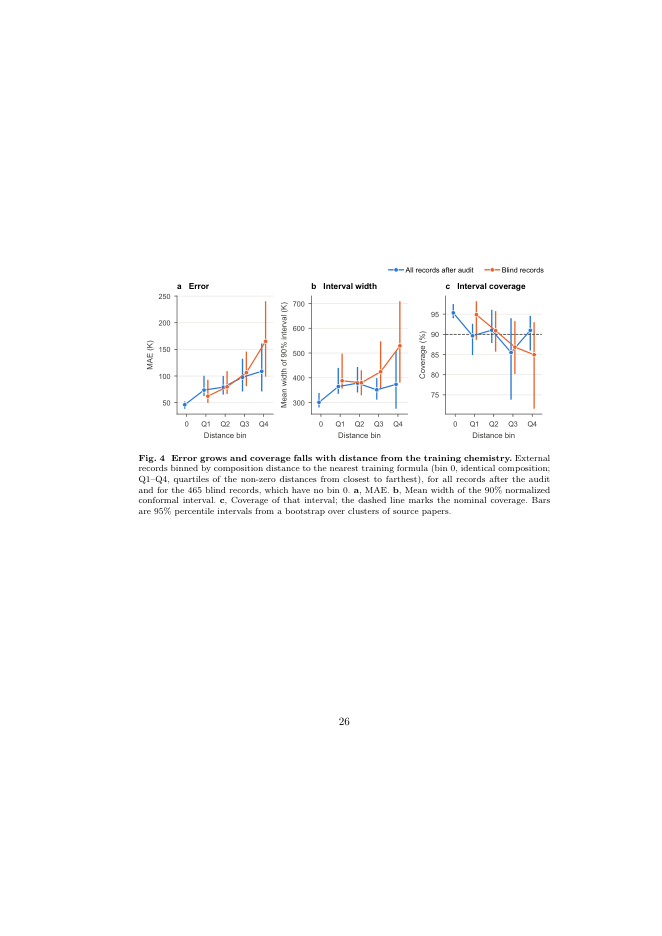 All records after audit Blind records
a Error
b Interval width
c Interval coverage
MAE (K)
250
200
150
100
50
0 Q1 Q2 Q3 Q4
Distance bin
Mean width of 90% interval (K)
700
600
500
400
300
0 Q1 Q2 Q3 Q4
Distance bin
Coverage (%)
95
90
85
80
75
0 Q1 Q2 Q3 Q4
Distance bin
Fig. 4 Error grows and coverage falls with distance from the training chemistry. External
records binned by composition distance to the nearest training formula (bin 0, identical composition;
Q1–Q4, quartiles of the non-zero distances from closest to farthest), for all records after the audit
and for the 465 blind records, which have no bin 0. a, MAE. b, Mean width of the 90% normalized
conformal interval. c, Coverage of that interval; the dashed line marks the nominal coverage. Bars
are 95% percentile intervals from a bootstrap over clusters of source papers.
26